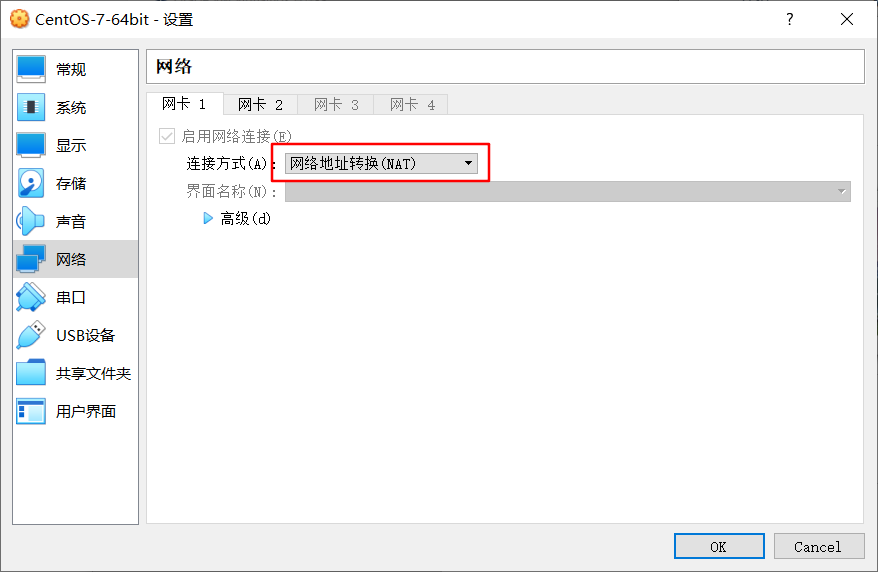 CentOS-7-64bit - 设置
?
常规
系统
显示
存储
声音
网络
串口
USB设备
共享文件夹
用户界面
网络
网卡 1 网卡 2 网卡 3 网卡 4
启用网络连接(E)
连接方式(A): 网络地址转换(NAT)
界面名称(N):
高级(d)
OK Cancel